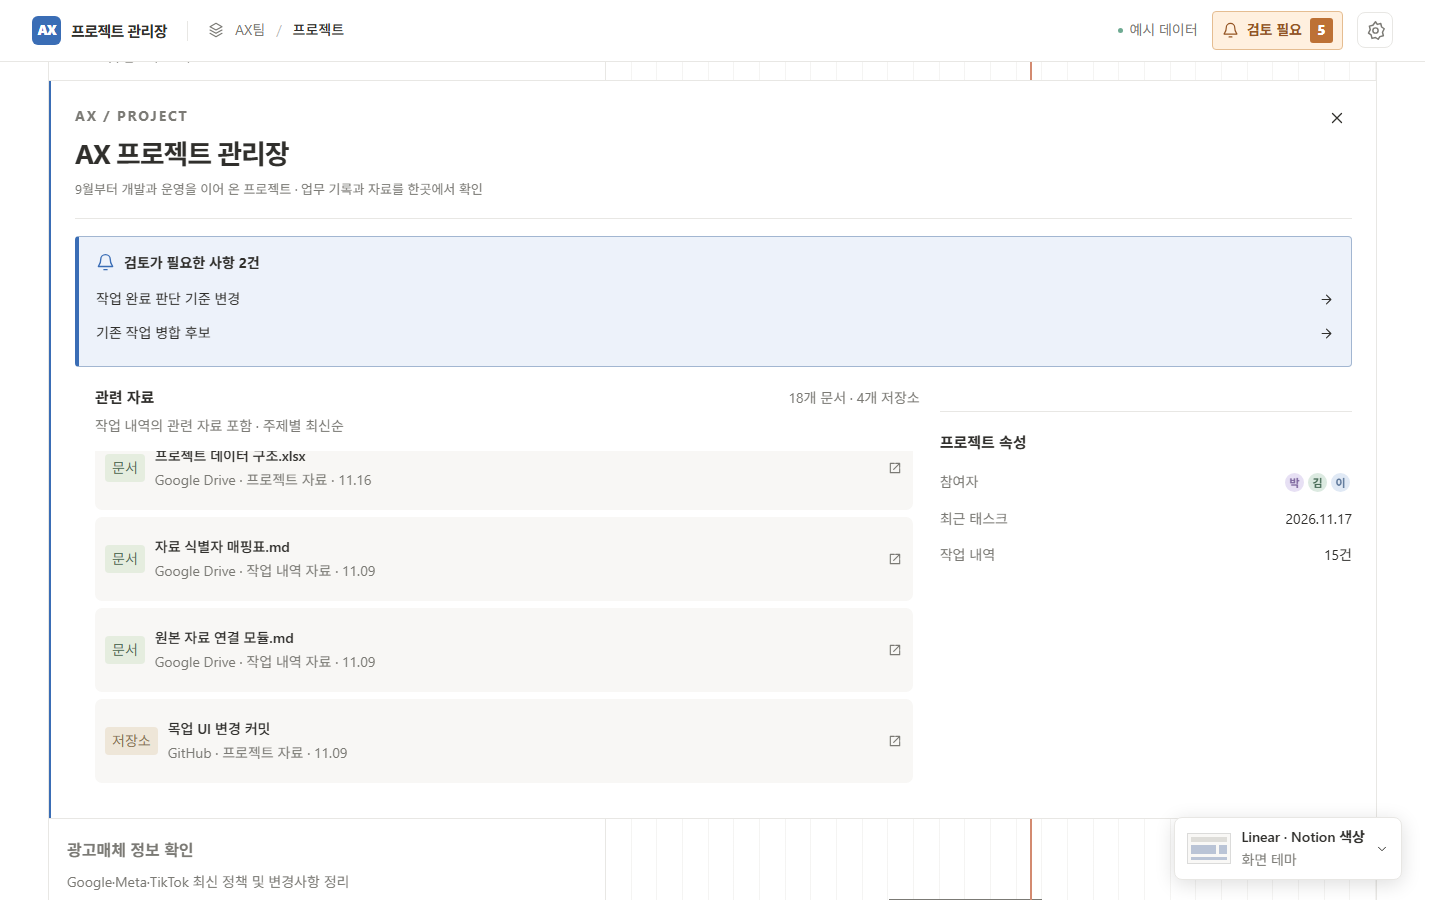 AX 프로젝트 관리장
AX팀 / 프로젝트
예시 데이터
검토 필요 5
AX / PROJECT
AX 프로젝트 관리장
9월부터 개발과 운영을 이어 온 프로젝트 · 업무 기록과 자료를 한곳에서 확인
검토가 필요한 사항 2건
작업 완료 판단 기준 변경
기존 작업 병합 후보
관련 자료
18개 문서 · 4개 저장소
작업 내역의 관련 자료 포함 · 주제별 최신순
문서
프로젝트 데이터 구조.xlsx
Google Drive · 프로젝트 자료 · 11.16
문서
자료 식별자 매핑표.md
Google Drive · 작업 내역 자료 · 11.09
문서
원본 자료 연결 모듈.md
Google Drive · 작업 내역 자료 · 11.09
저장소
목업 UI 변경 커밋
GitHub · 프로젝트 자료 · 11.09
프로젝트 속성
참여자
박 김 이
최근 태스크
2026.11.17
작업 내역
15건
광고매체 정보 확인
Google·Meta·TikTok 최신 정책 및 변경사항 정리
Linear · Notion 색상
화면 테마